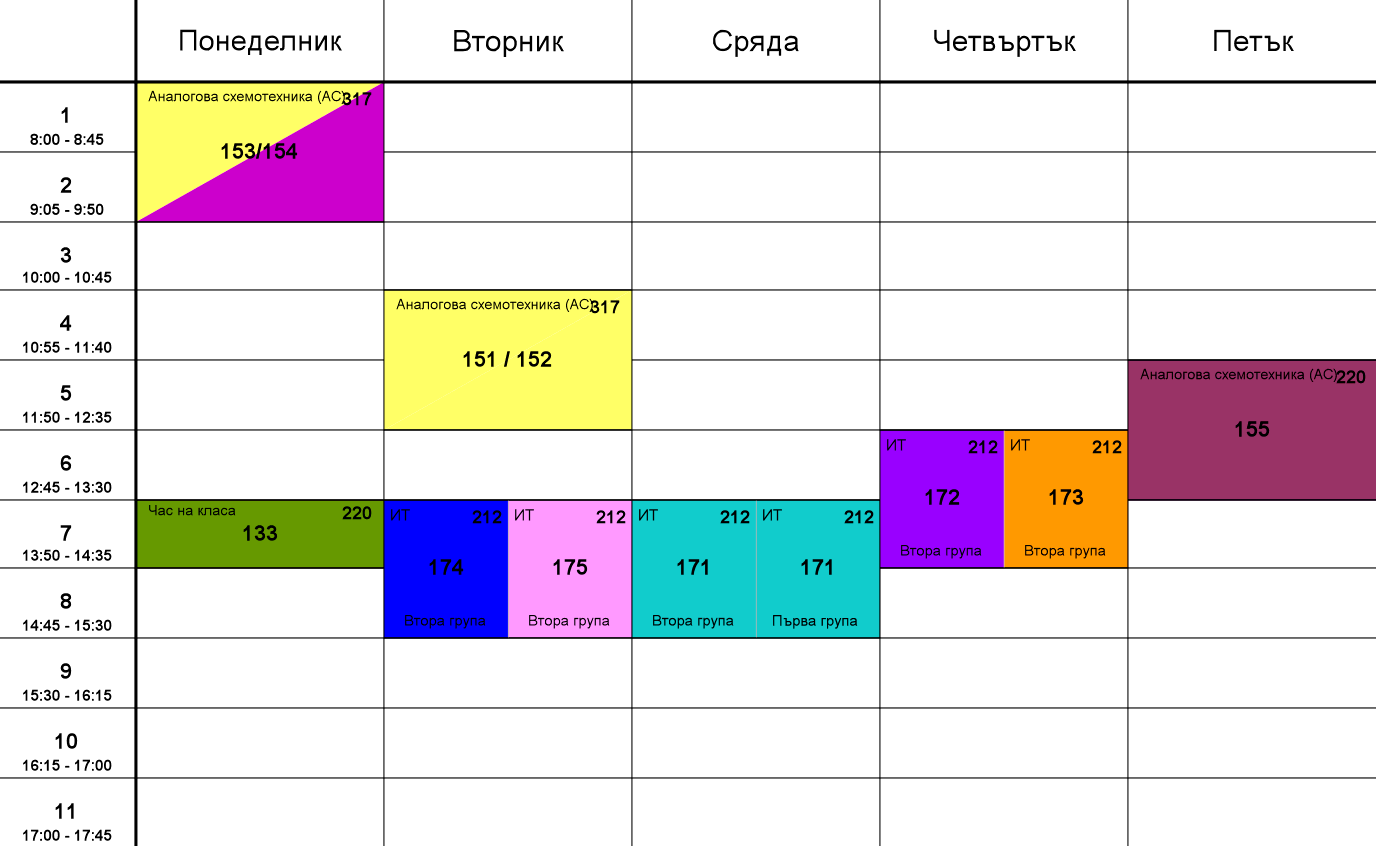 Понеделник Вторник Сряда Четвъртък Петък
1
8:00 - 8:45
Аналогова схемотехника (АС) 317
153/154
2
9:05 - 9:50
3
10:00 - 10:45
4
10:55 - 11:40
Аналогова схемотехника (АС) 317
151 / 152
5
11:50 - 12:35
Аналогова схемотехника (АС) 220
155
6
12:45 - 13:30
ИТ 212
172
Втора група
ИТ 212
173
Втора група
7
13:50 - 14:35
Час на класа 220
133
ИТ 212
174
Втора група
ИТ 212
175
Втора група
ИТ 212
171
Втора група
ИТ 212
171
Първа група
8
14:45 - 15:30
9
15:30 - 16:15
10
16:15 - 17:00
11
17:00 - 17:45